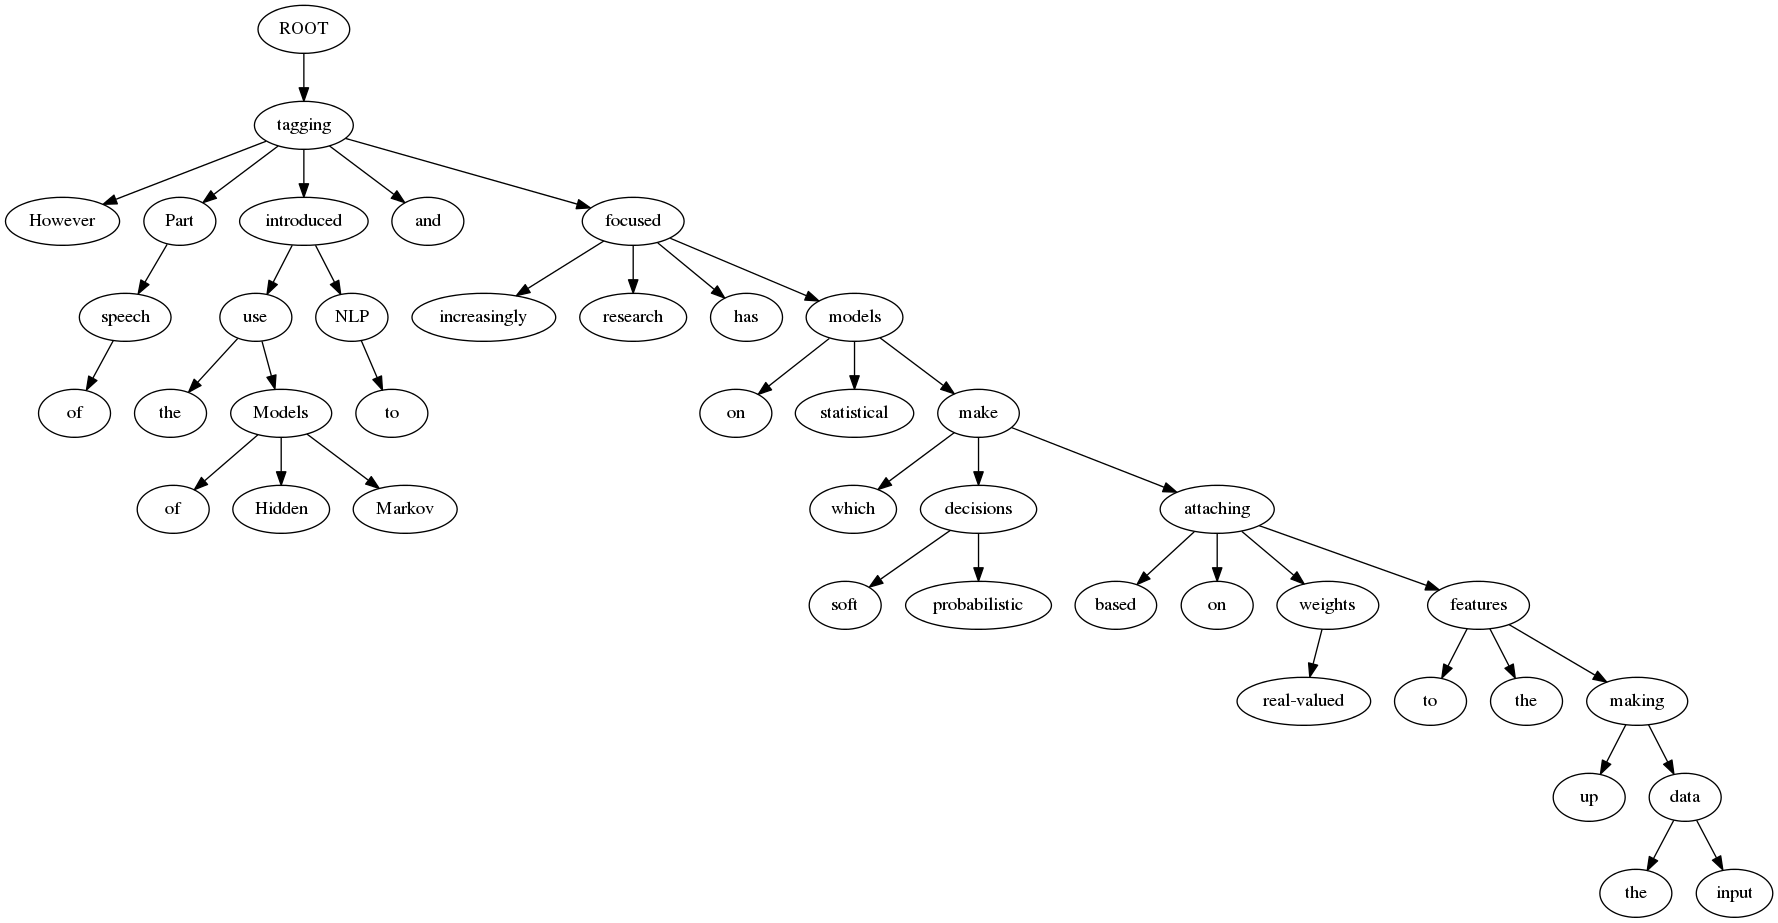 ROOT
tagging
However Part introduced and focused
speech use NLP increasingly research has models
of the Models to on statistical make
of Hidden Markov which decisions attaching
soft probabilistic based on weights features
real-valued to the making
up data
the input